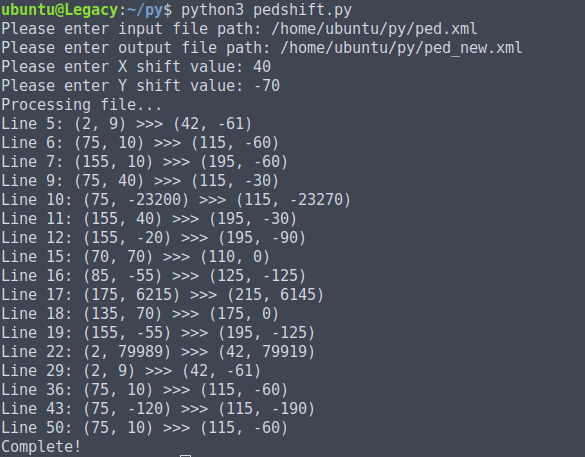 ubuntu@Legacy:~/py$ python3 pedshift.py
Please enter input file path: /home/ubuntu/py/ped.xml
Please enter output file path: /home/ubuntu/py/ped_new.xml
Please enter X shift value: 40
Please enter Y shift value: -70
Processing file...
Line 5: (2, 9) >>> (42, -61)
Line 6: (75, 10) >>> (115, -60)
Line 7: (155, 10) >>> (195, -60)
Line 9: (75, 40) >>> (115, -30)
Line 10: (75, -23200) >>> (115, -23270)
Line 11: (155, 40) >>> (195, -30)
Line 12: (155, -20) >>> (195, -90)
Line 15: (70, 70) >>> (110, 0)
Line 16: (85, -55) >>> (125, -125)
Line 17: (175, 6215) >>> (215, 6145)
Line 18: (135, 70) >>> (175, 0)
Line 19: (155, -55) >>> (195, -125)
Line 22: (2, 79989) >>> (42, 79919)
Line 29: (2, 9) >>> (42, -61)
Line 36: (75, 10) >>> (115, -60)
Line 43: (75, -120) >>> (115, -190)
Line 50: (75, 10) >>> (115, -60)
Complete!